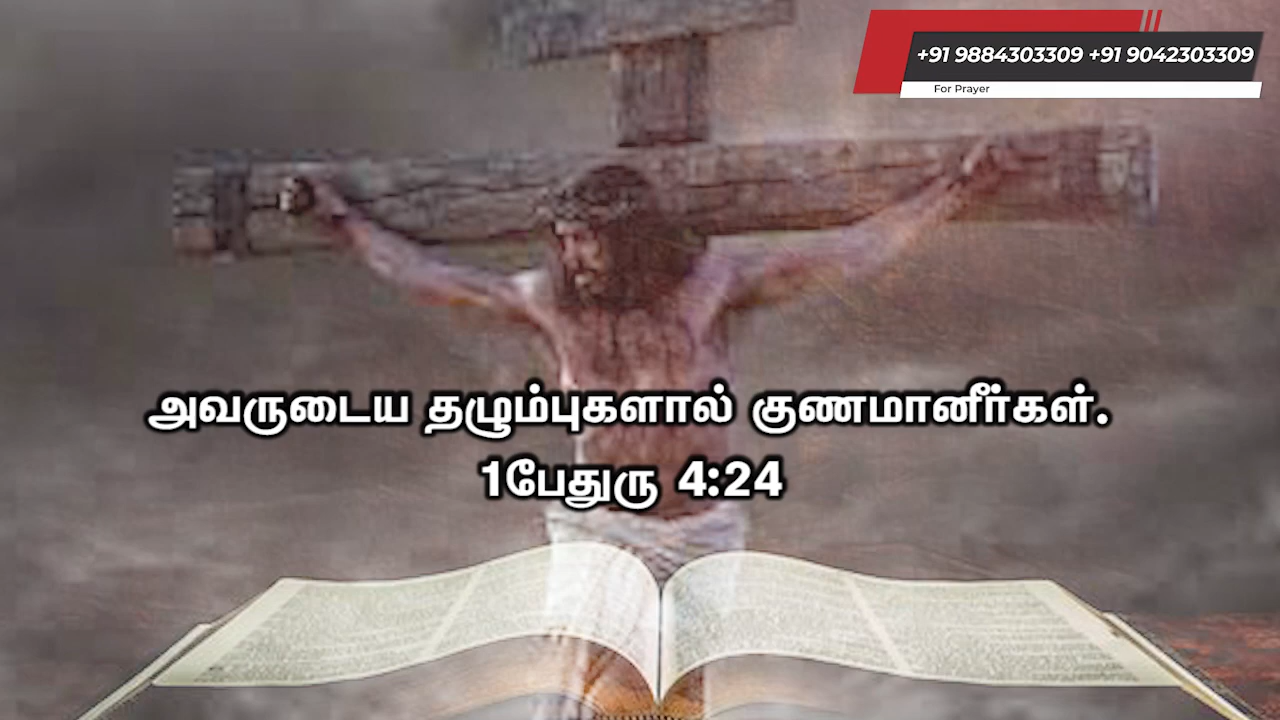 +91 9884303309 +91 9042303309
For Prayer
அவருடைய தழும்புகளால் குணமானீர்கள்.
1பேதுரு 4:24